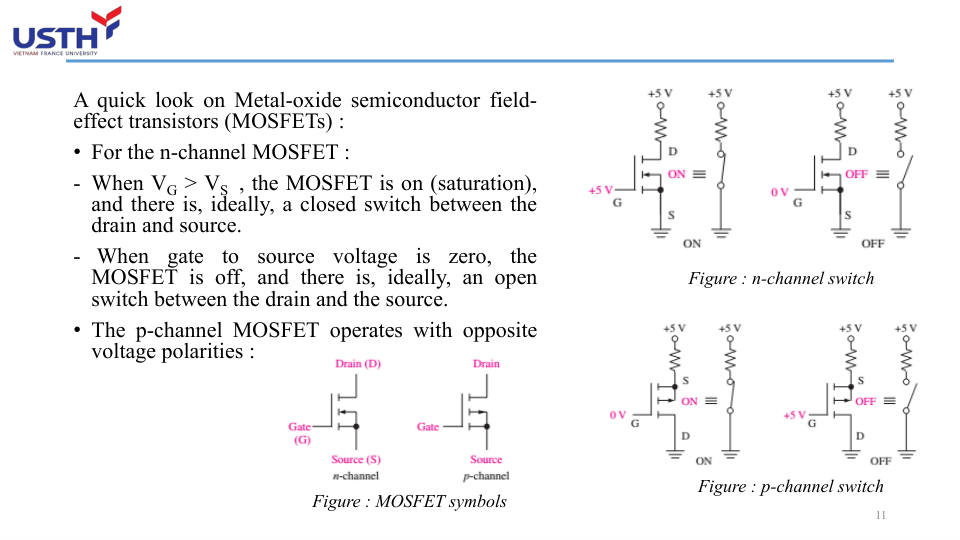 USTH
VIETNAM FRANCE UNIVERSITY
A quick look on Metal-oxide semiconductor field-
effect transistors (MOSFETs) :
• For the n-channel MOSFET :
- When VG > VS , the MOSFET is on (saturation),
and there is, ideally, a closed switch between the
drain and source.
- When gate to source voltage is zero, the
MOSFET is off, and there is, ideally, an open
switch between the drain and the source.
• The p-channel MOSFET operates with opposite
voltage polarities :
Drain (D)
Gate
(G)
Source (S)
n-channel
Drain
Gate
Source
p-channel
Figure : MOSFET symbols
+5 V
+5 V
D
ON ≡
+5 V
G
S
ON
+5 V
+5 V
D
OFF ≡
0 V
G
S
OFF
Figure : n-channel switch
+5 V
+5 V
S
ON ≡
0 V
G
D
ON
+5 V
+5 V
S
OFF ≡
+5 V
G
D
OFF
Figure : p-channel switch
11